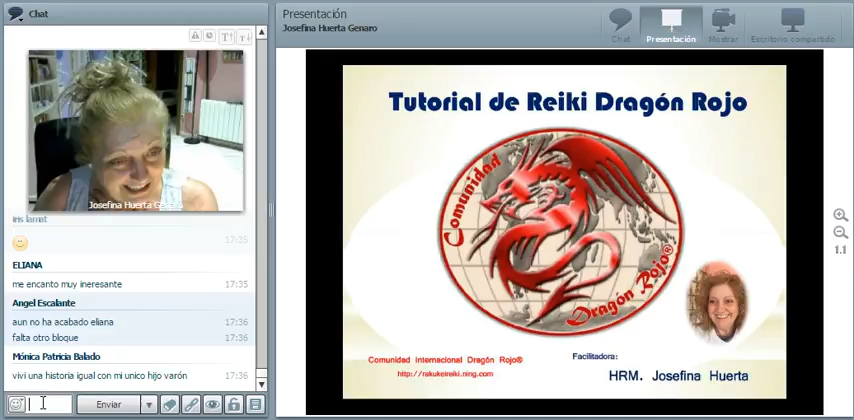 Chat
Josefina Huerta Genaro
iris lamat
17:35
ELIANA
me encanto muy ineresante
17:35
Angel Escalante
aun no ha acabado eliana
17:36
falta otro bloque
17:36
Mónica Patricia Balado
vivi una historia igual con mi unico hijo varón
17:36
Enviar
Presentación
Josefina Huerta Genaro
Chat
Presentación
Mostrar
Escritorio compartido
Tutorial de Reiki Dragón Rojo
Comunidad
Dragón Rojo®
Comunidad Internacional Dragón Rojo®
http://rakukeireiki.ning.com
Facilitadora:
HRM. Josefina Huerta
1.1